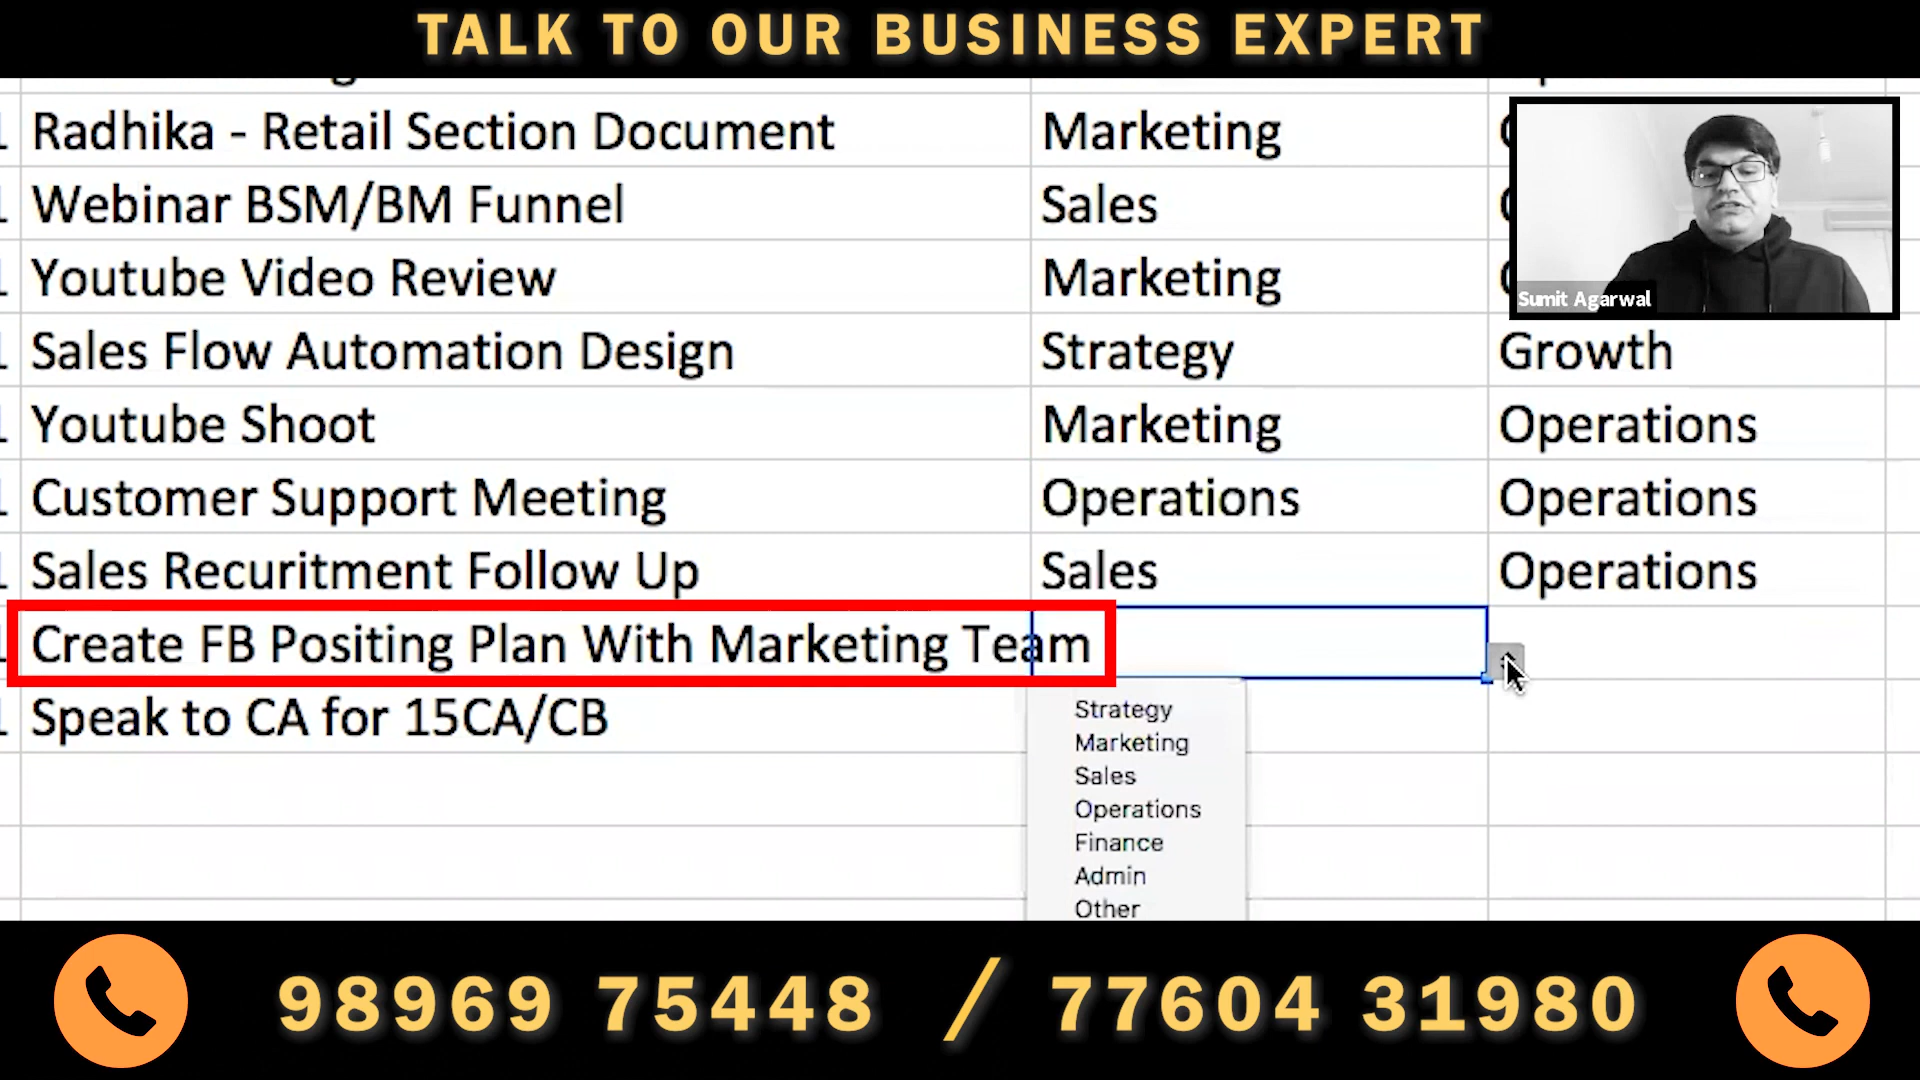 TALK TO OUR BUSINESS EXPERT
Radhika - Retail Section Document Marketing
Webinar BSM/BM Funnel Sales
Youtube Video Review Marketing
Sumit Agarwal
Sales Flow Automation Design Strategy Growth
Youtube Shoot Marketing Operations
Customer Support Meeting Operations Operations
Sales Recuritment Follow Up Sales Operations
Create FB Positing Plan With Marketing Team
Speak to CA for 15CA/CB
Strategy
Marketing
Sales
Operations
Finance
Admin
Other
98969 75448 / 77604 31980